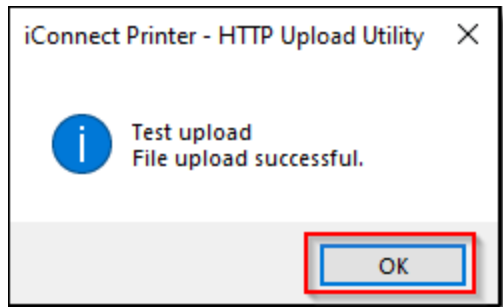 iConnect Printer - HTTP Upload Utility
Test upload
File upload successful.
OK